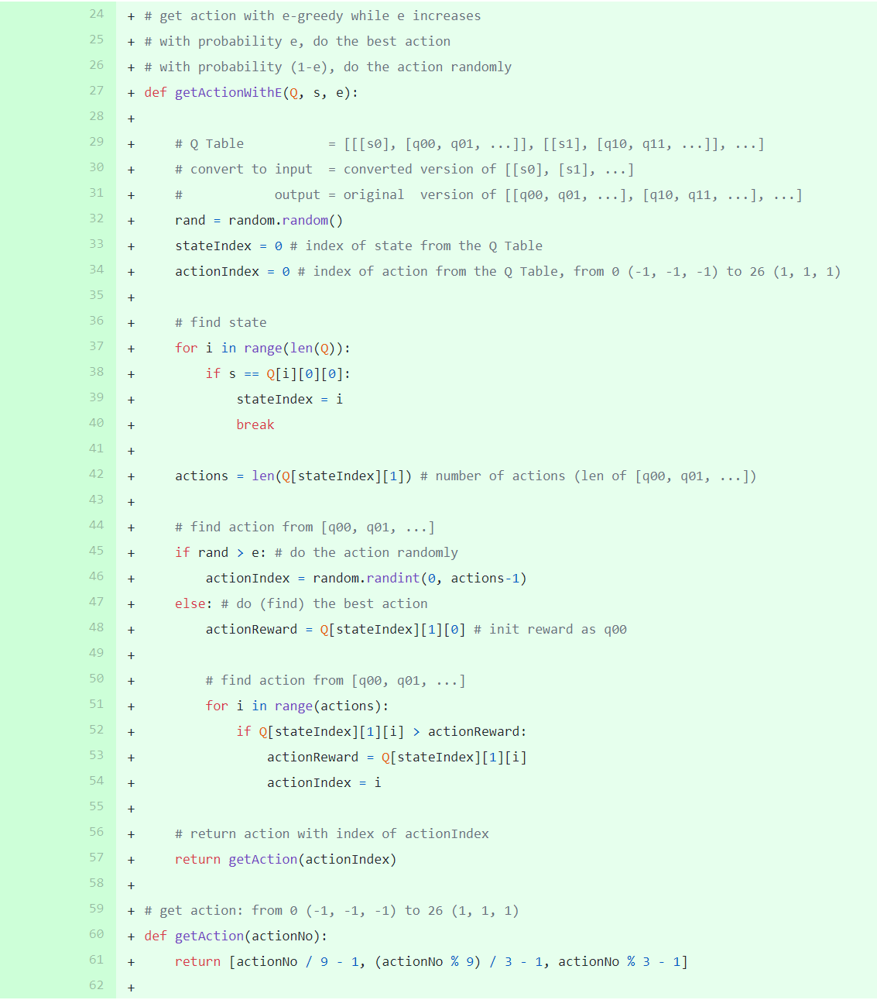 24 + # get action with e-greedy while e increases
25 + # with probability e, do the best action
26 + # with probability (1-e), do the action randomly
27 + def getActionWithE(Q, s, e):
28 +
29 +     # Q Table           = [[[s0], [q00, q01, ...]], [[s1], [q10, q11, ...]], ...]
30 +     # convert to input  = converted version of [[s0], [s1], ...]
31 +     #            output = original  version of [[q00, q01, ...], [q10, q11, ...], ...]
32 +     rand = random.random()
33 +     stateIndex = 0 # index of state from the Q Table
34 +     actionIndex = 0 # index of action from the Q Table, from 0 (-1, -1, -1) to 26 (1, 1, 1)
35 +
36 +     # find state
37 +     for i in range(len(Q)):
38 +         if s == Q[i][0][0]:
39 +             stateIndex = i
40 +             break
41 +
42 +     actions = len(Q[stateIndex][1]) # number of actions (len of [q00, q01, ...])
43 +
44 +     # find action from [q00, q01, ...]
45 +     if rand > e: # do the action randomly
46 +         actionIndex = random.randint(0, actions-1)
47 +     else: # do (find) the best action
48 +         actionReward = Q[stateIndex][1][0] # init reward as q00
49 +
50 +         # find action from [q00, q01, ...]
51 +         for i in range(actions):
52 +             if Q[stateIndex][1][i] > actionReward:
53 +                 actionReward = Q[stateIndex][1][i]
54 +                 actionIndex = i
55 +
56 +     # return action with index of actionIndex
57 +     return getAction(actionIndex)
58 +
59 + # get action: from 0 (-1, -1, -1) to 26 (1, 1, 1)
60 + def getAction(actionNo):
61 +     return [actionNo / 9 - 1, (actionNo % 9) / 3 - 1, actionNo % 3 - 1]
62 +